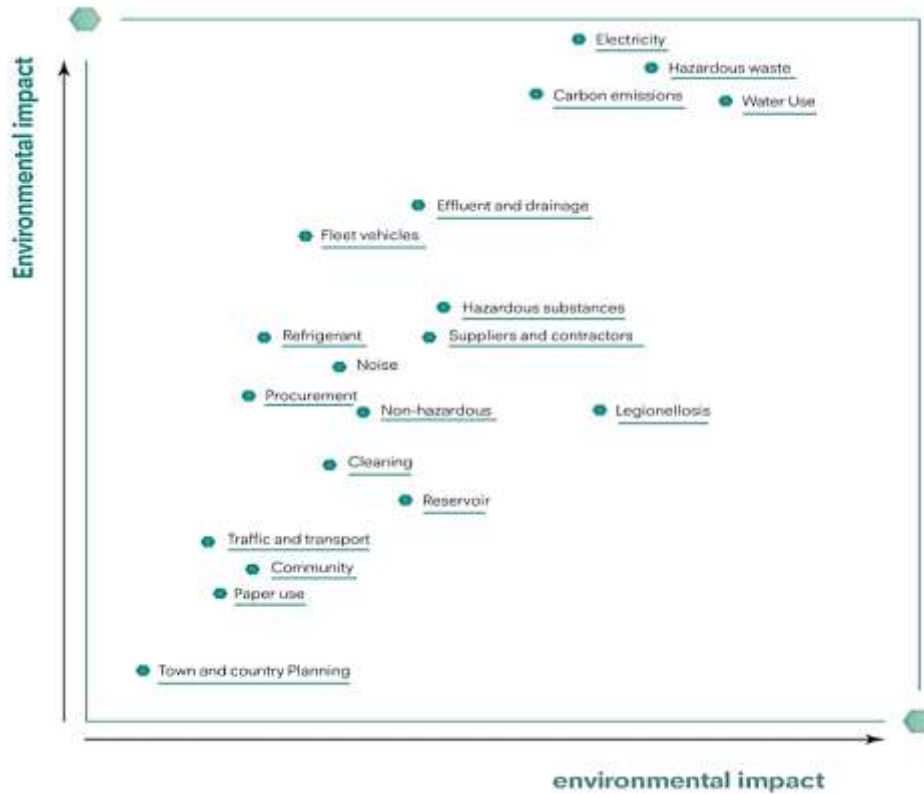 Environmental impact
Electricity
Hazardous waste
Carbon emissions
Water Use
Effluent and drainage
Fleet vehicles
Hazardous substances
Refrigerant
Suppliers and contractors
Noise
Procurement
Non-hazardous
Legionellosis
Cleaning
Reservoir
Traffic and transport
Community
Paper use
Town and country Planning
environmental impact